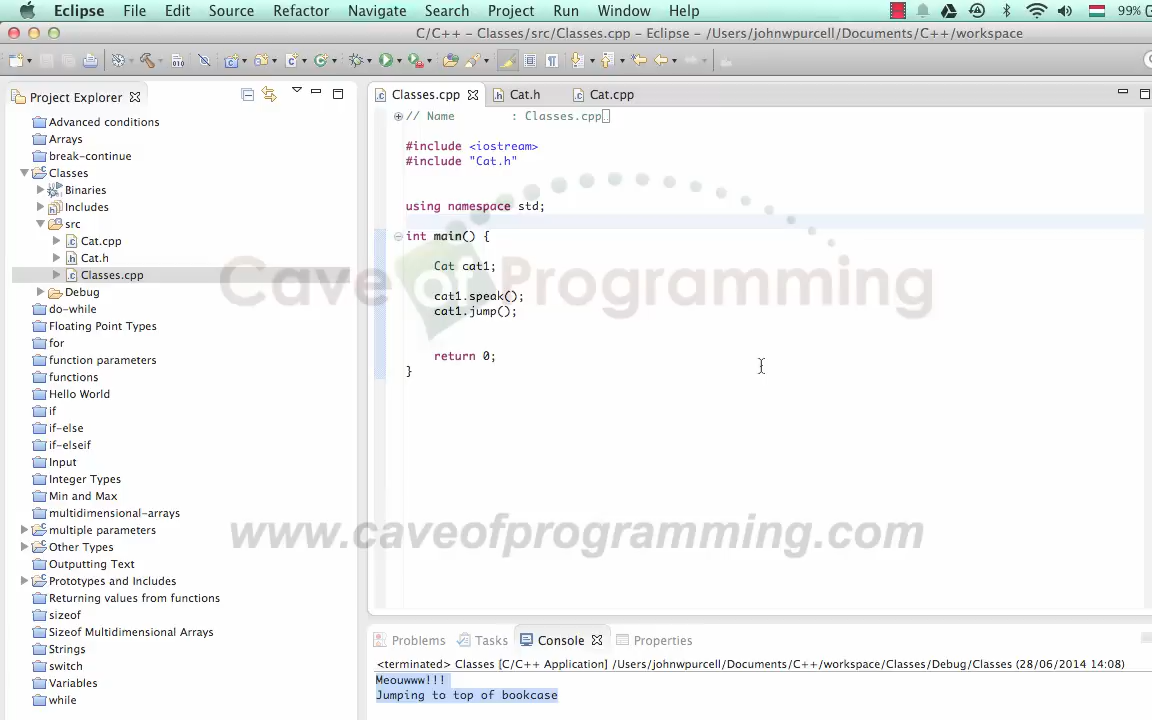 Eclipse File Edit Source Refactor Navigate Search Project Run Window Help 99%
C/C++ – Classes/src/Classes.cpp – Eclipse – /Users/johnwpurcell/Documents/C++/workspace
Project Explorer
Advanced conditions
Arrays
break-continue
Classes
Binaries
Includes
src
Cat.cpp
Cat.h
Classes.cpp
Debug
do-while
Floating Point Types
for
function parameters
functions
Hello World
if
if-else
if-elseif
Input
Integer Types
Min and Max
multidimensional-arrays
multiple parameters
Other Types
Outputting Text
Prototypes and Includes
Returning values from functions
sizeof
Sizeof Multidimensional Arrays
Strings
switch
Variables
while
Classes.cpp Cat.h Cat.cpp
// Name : Classes.cpp
#include <iostream>
#include "Cat.h"
using namespace std;
int main() {
Cat cat1;
cat1.speak();
cat1.jump();
return 0;
}
Cave of Programming
www.caveofprogramming.com
Problems Tasks Console Properties
<terminated> Classes [C/C++ Application] /Users/johnwpurcell/Documents/C++/workspace/Classes/Debug/Classes (28/06/2014 14:08)
Meouwww!!!
Jumping to top of bookcase